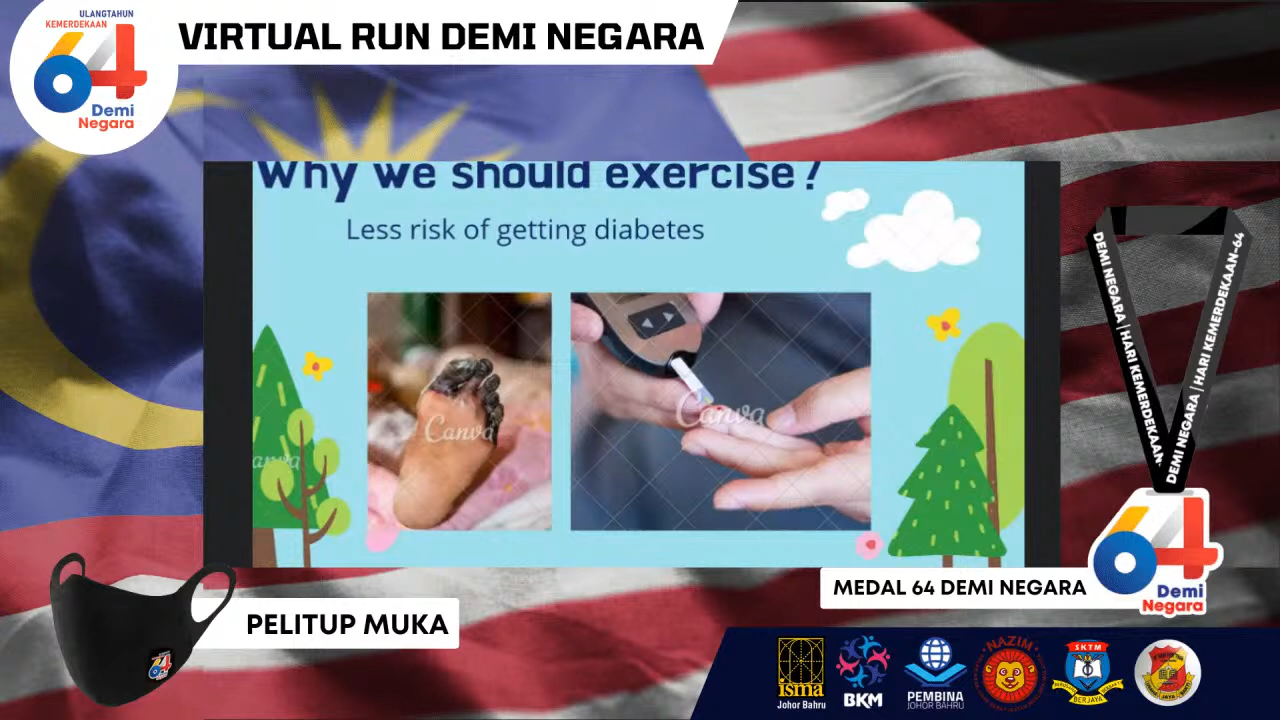 ULANGTAHUN
KEMERDEKAAN
64
Demi
Negara
VIRTUAL RUN DEMI NEGARA
Why we should exercise?
Less risk of getting diabetes
Canva
Canva
DEMI NEGARA | HARI KEMERDEKAAN
DEMI NEGARA | HARI KEMERDEKAAN-64
64
Demi
Negara
MEDAL 64 DEMI NEGARA
64
PELITUP MUKA
isma
Johor Bahru
BKM
PEMBINA
JOHOR BAHRU
NAZIM
SKTM
BERJAYA